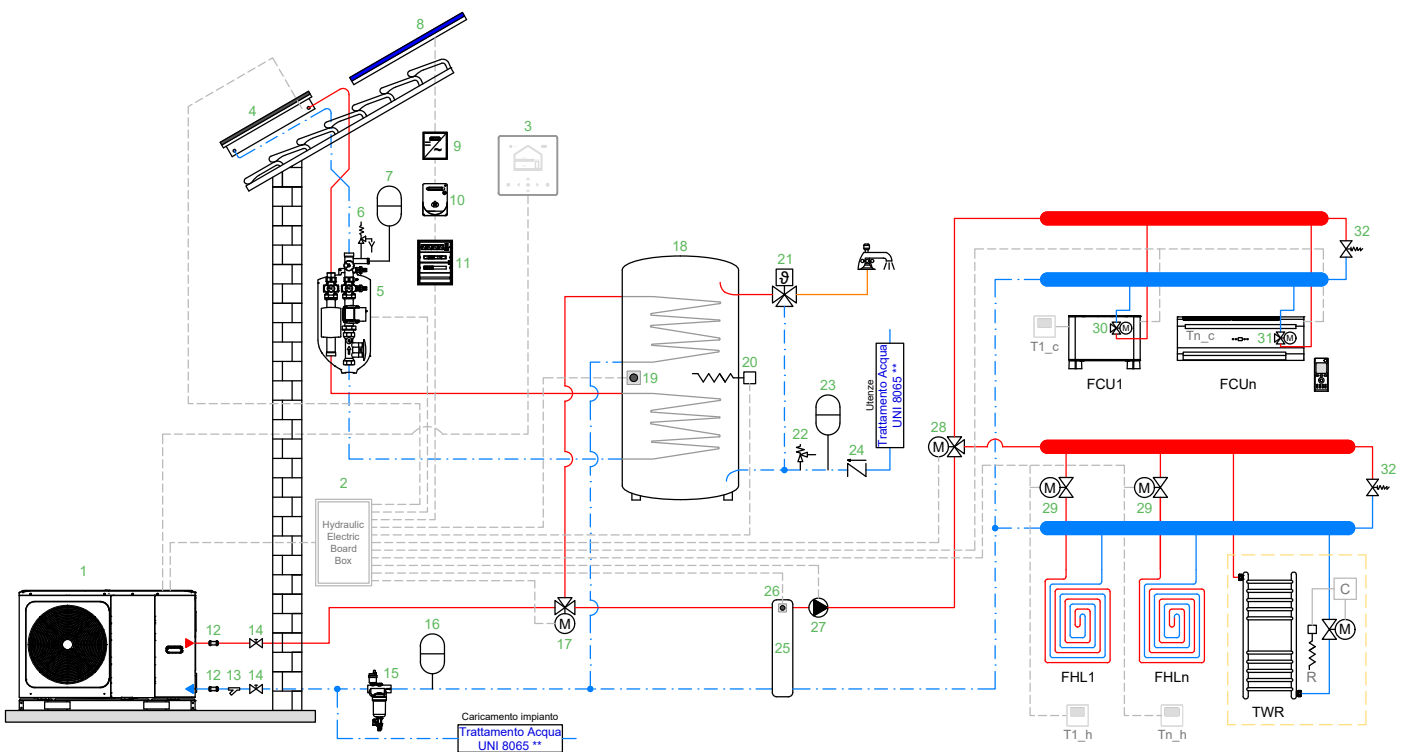 8
4
3
9
7
10
6
11
5
18
21
ϑ
32
30
M
T1_c
Tn_c
31
M
FCU1
FCUn
19
20
23
22
24
Utenze
Trattamento Acqua
UNI 8065 **
28
M
32
M
29
M
29
2
Hydraulic
Electric
Board
Box
1
12
14
12
13
14
15
16
17
M
26
25
27
C
M
R
FHL1
FHLn
TWR
T1_h
Tn_h
Caricamento impianto
Trattamento Acqua
UNI 8065 **